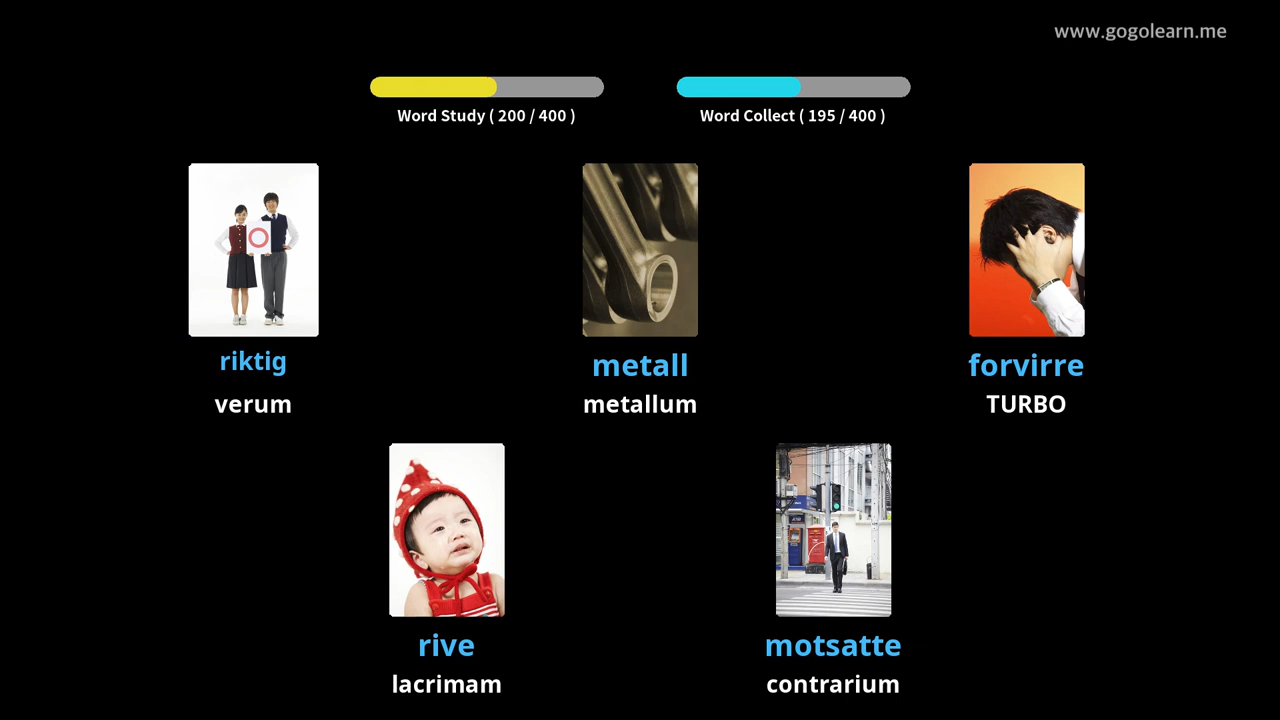 www.gogolearn.me
Word Study ( 200 / 400 )
Word Collect ( 195 / 400 )
riktig
verum
metall
metallum
forvirre
TURBO
rive
lacrimam
motsatte
contrarium